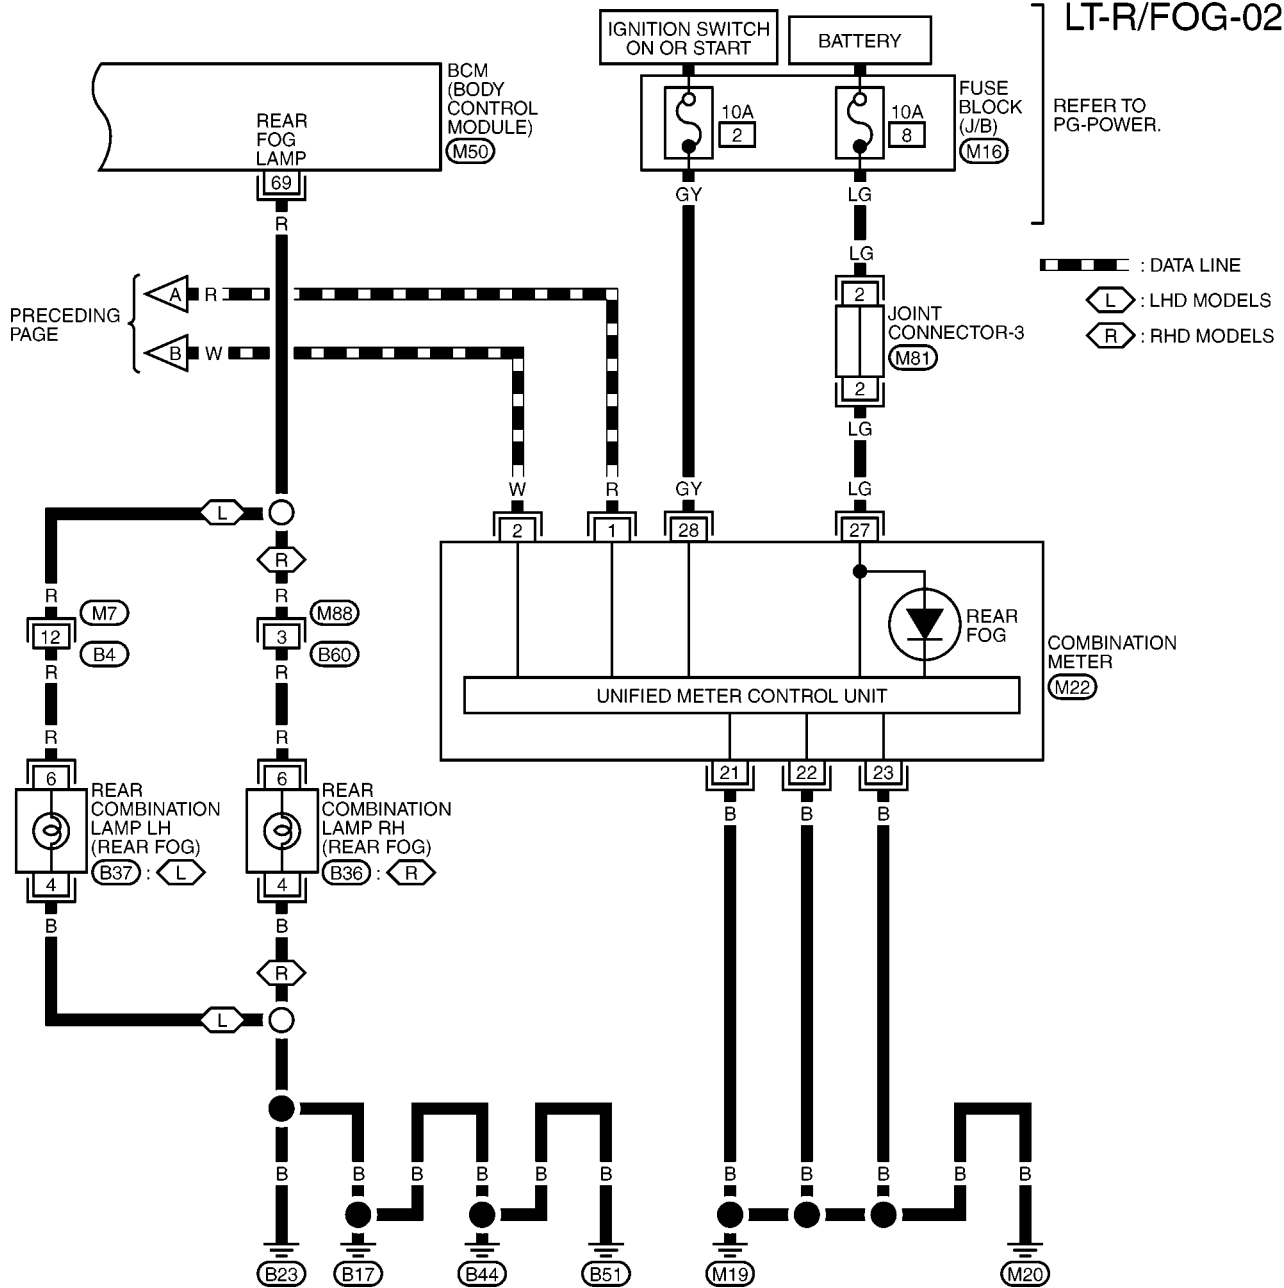 LT-R/FOG-02
IGNITION SWITCH
ON OR START
BATTERY
BCM
(BODY
CONTROL
MODULE)
M50
REAR
FOG
LAMP
69
10A
2
10A
8
FUSE
BLOCK
(J/B)
M16
REFER TO
PG-POWER.
R
GY
LG
LG
: DATA LINE
L : LHD MODELS
R : RHD MODELS
PRECEDING
PAGE
A R
B W
2
JOINT
CONNECTOR-3
M81
2
LG
W
R
GY
LG
L
2
1
28
27
R
R
R
M7
M88
12
3
B4
B60
R
R
REAR
FOG
COMBINATION
METER
M22
UNIFIED METER CONTROL UNIT
R
R
6
6
21
22
23
REAR
COMBINATION
LAMP LH
(REAR FOG)
B37 : L
REAR
COMBINATION
LAMP RH
(REAR FOG)
B36 : R
B
B
B
4
4
B
B
R
L
B
B
B
B
B
B
B
B
B
B
B
B23
B17
B44
B51
M19
M20